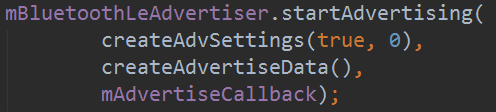 mBluetoothLeAdvertiser.startAdvertising(
createAdvSettings(true, 0),
createAdvertiseData(),
mAdvertiseCallback);